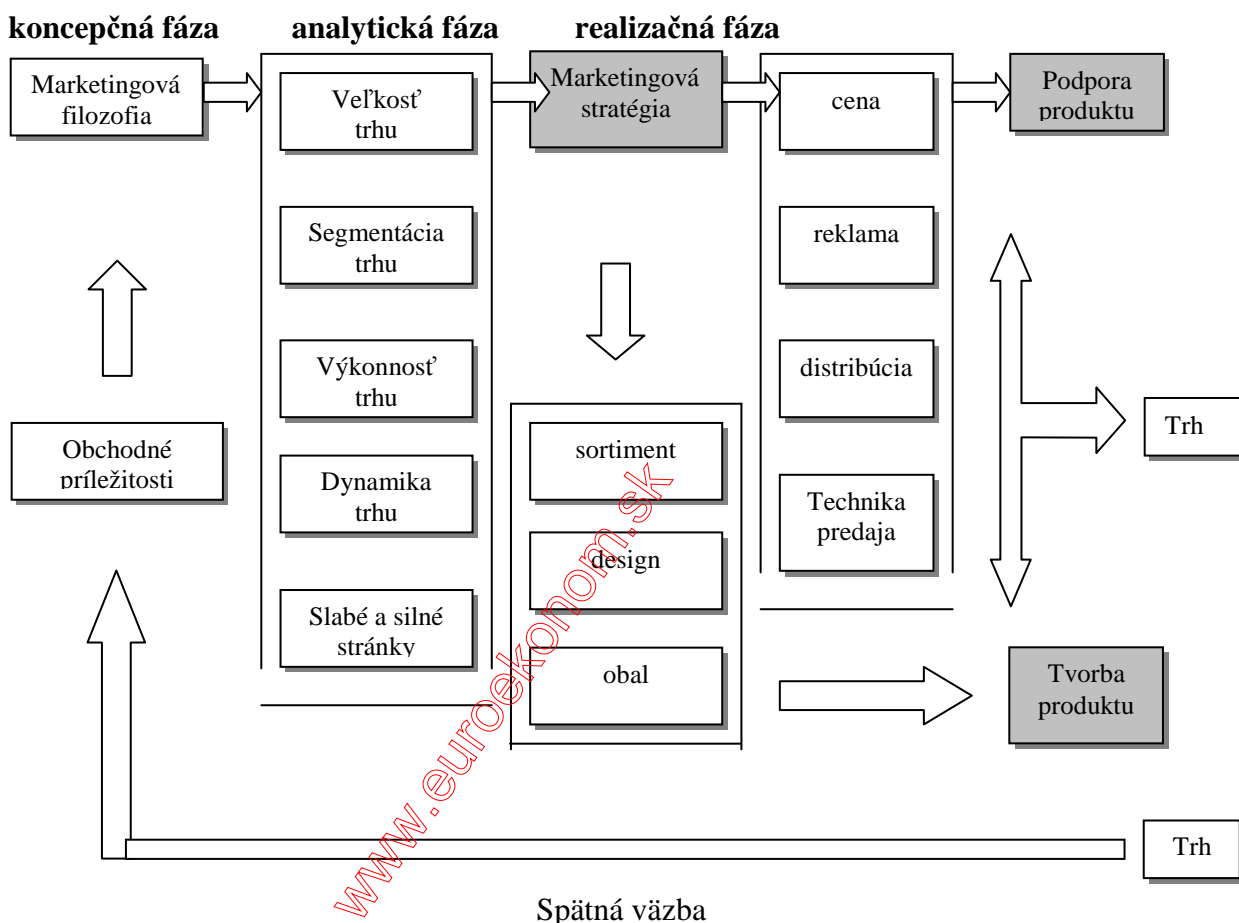 koncepčná fáza
analytická fáza
realizačná fáza
Marketingová
filozofia
Obchodné
príležitosti
Veľkosť
trhu
Segmentácia
trhu
Výkonnosť
trhu
Dynamika
trhu
Slabé a silné
stránky
Marketingová
stratégia
sortiment
design
obal
cena
reklama
distribúcia
Technika
predaja
Podpora
produktu
Trh
Tvorba
produktu
Trh
Spätná väzba
www.euroekonom.sk